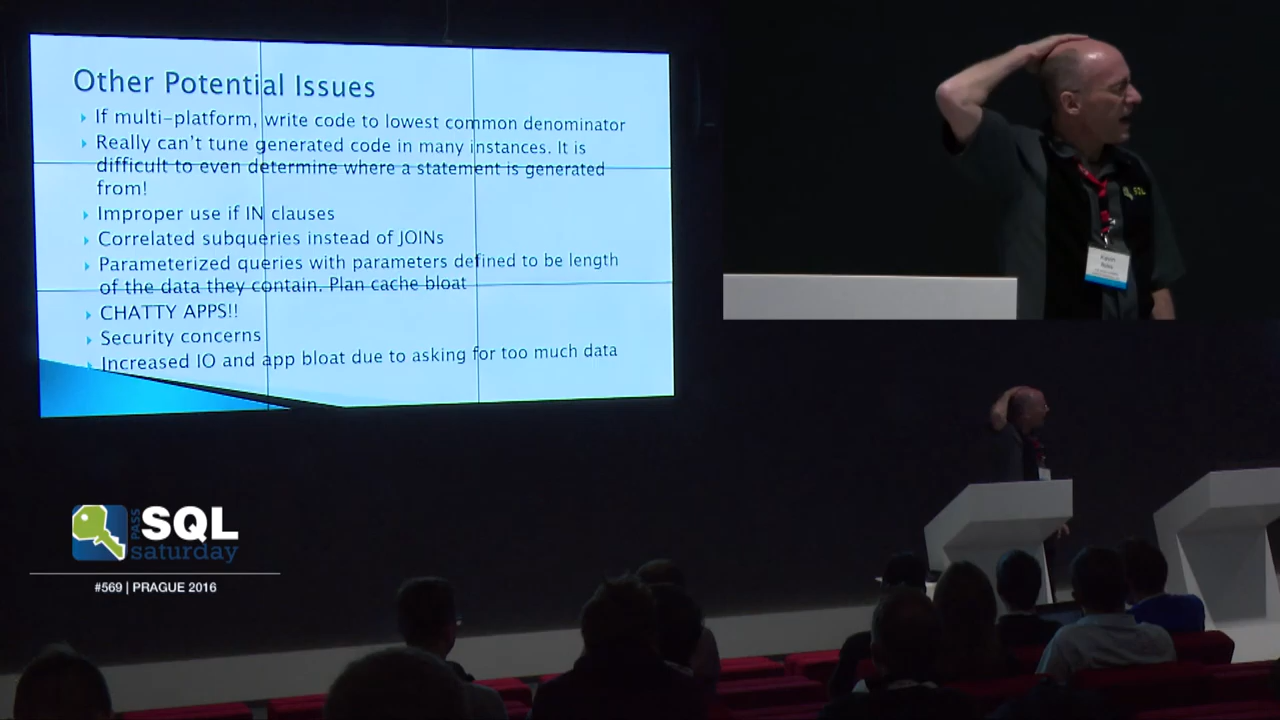 Other Potential Issues
If multi-platform, write code to lowest common denominator
Really can't tune generated code in many instances. It is
difficult to even determine where a statement is generated
from!
Improper use if IN clauses
Correlated subqueries instead of JOINs
Parameterized queries with parameters defined to be length
of the data they contain. Plan cache bloat
CHATTY APPS!!
Security concerns
Increased IO and app bloat due to asking for too much data
SQL
PASS
SQL
saturday
#569 | PRAGUE 2016